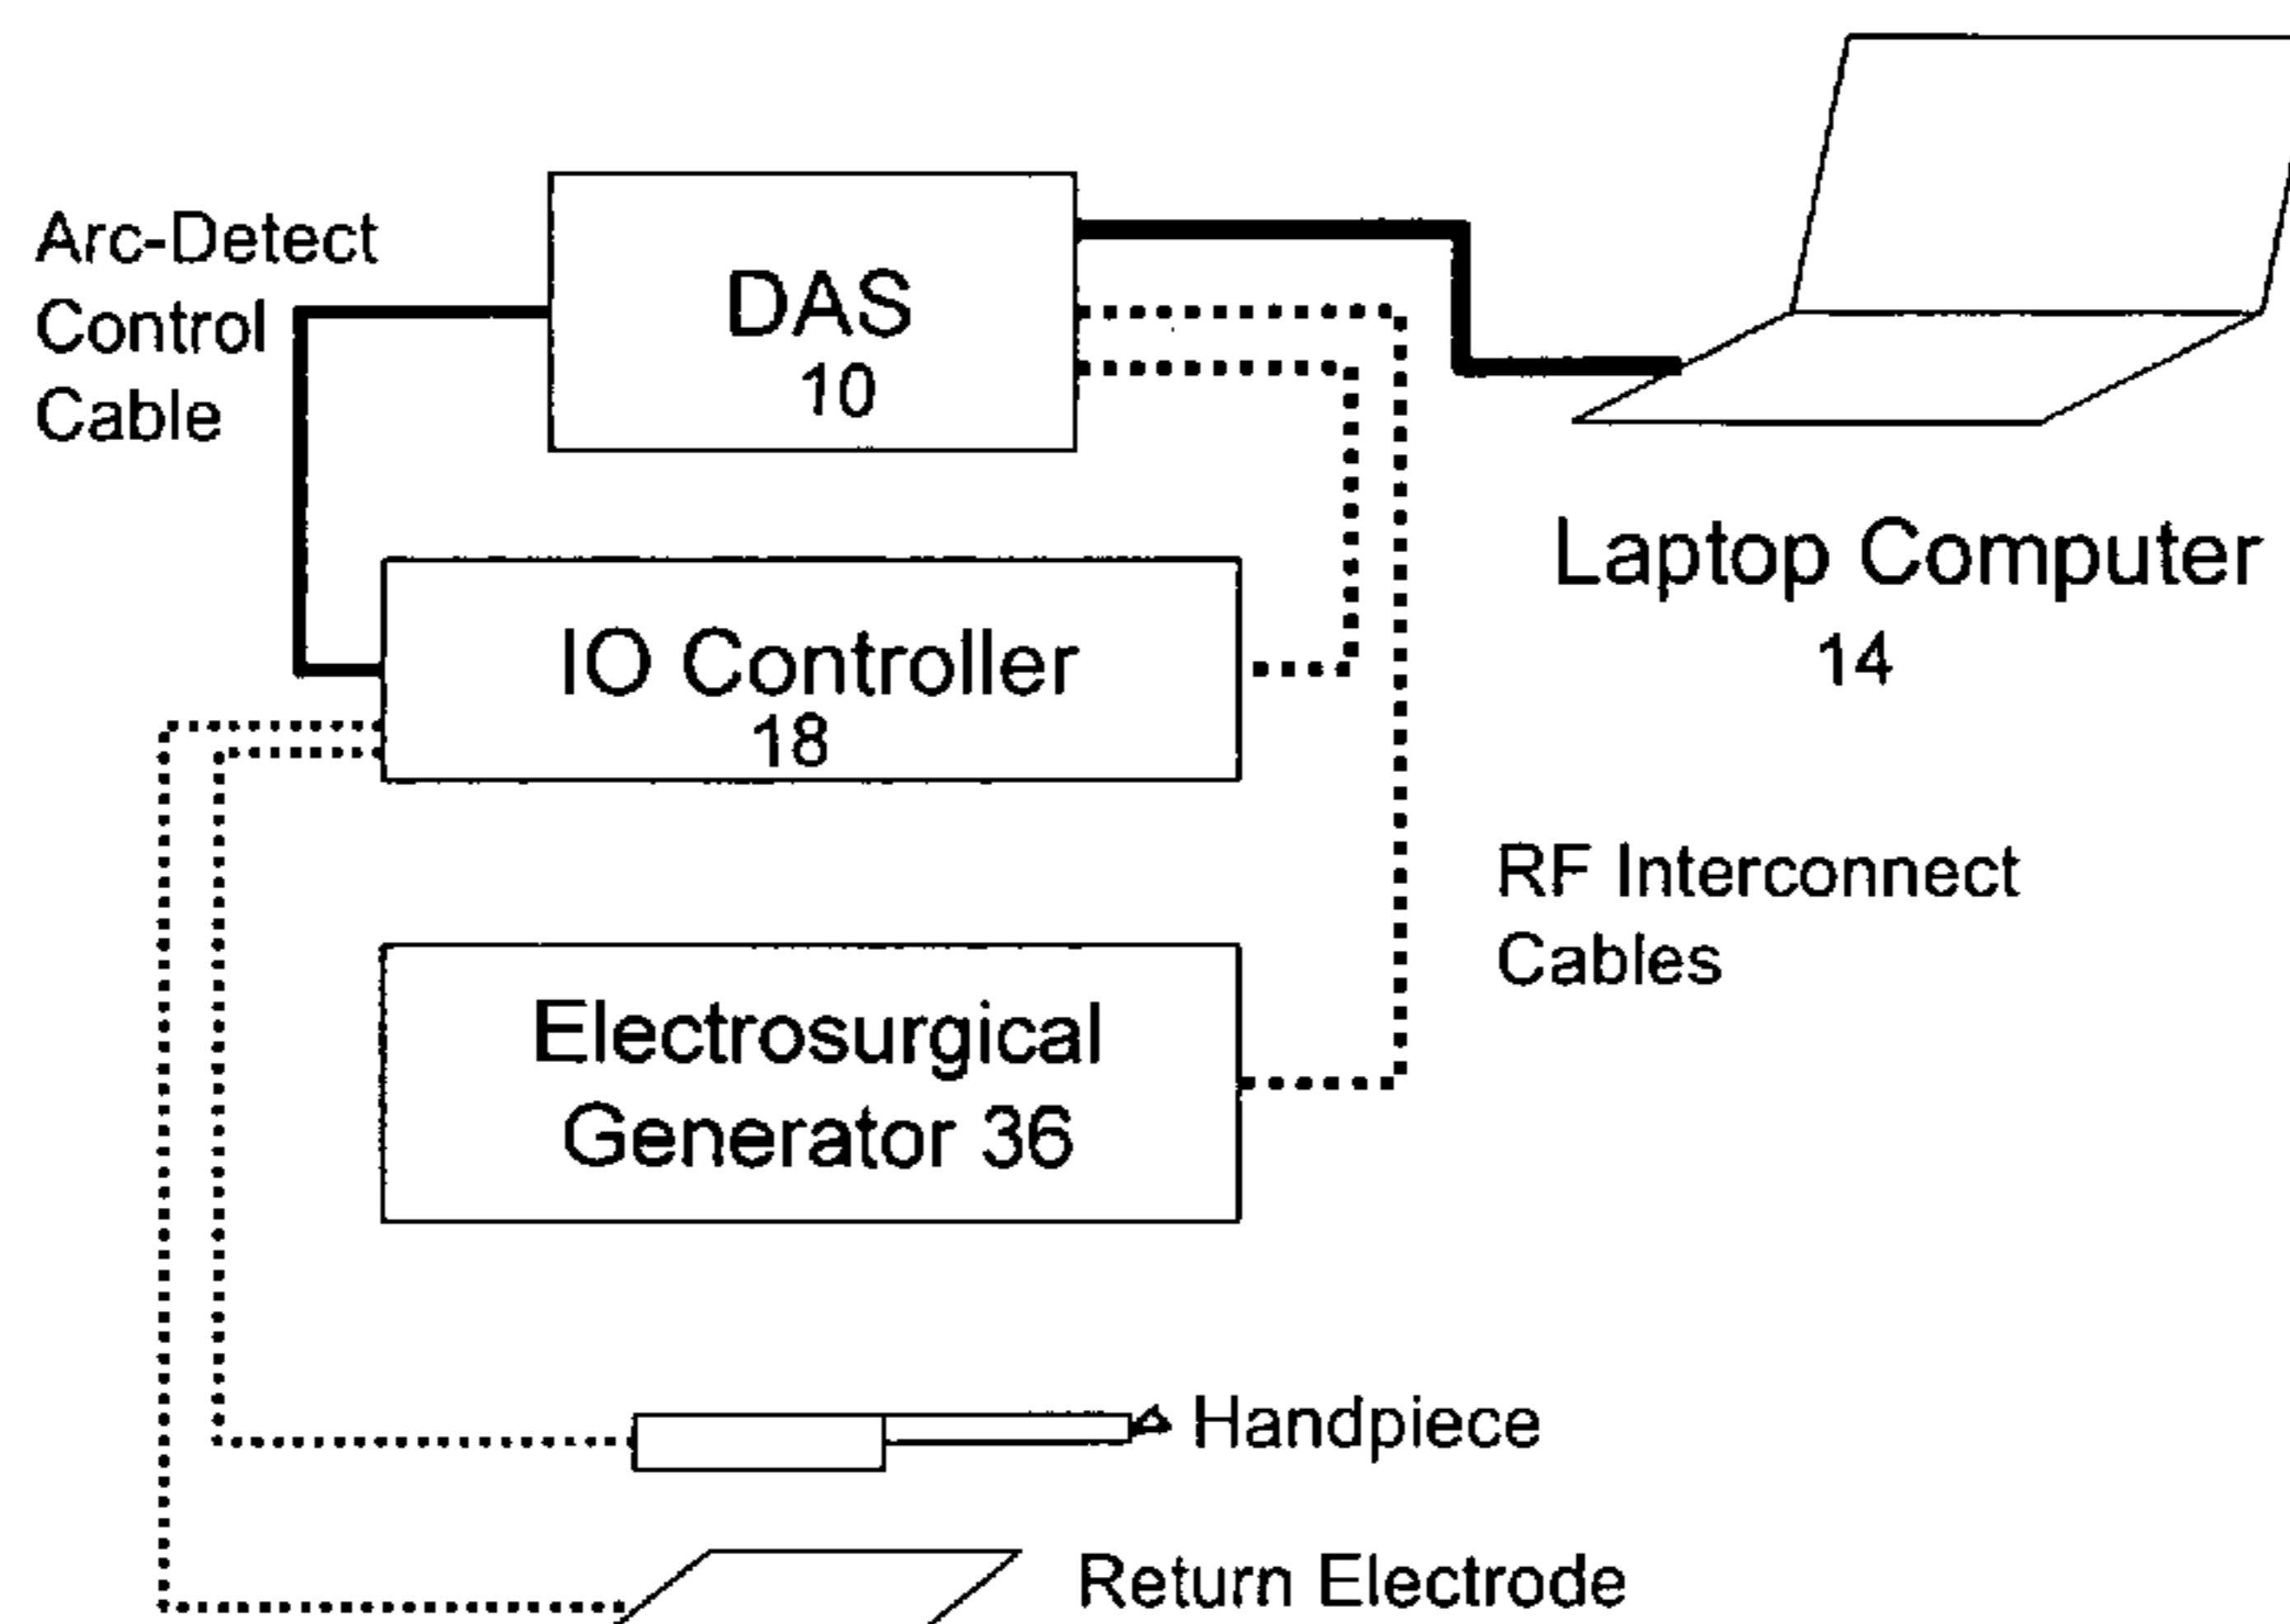 Arc-Detect
Control
Cable
DAS
10
Laptop Computer
14
IO Controller
18
RF Interconnect
Cables
Electrosurgical
Generator 36
Handpiece
Return Electrode